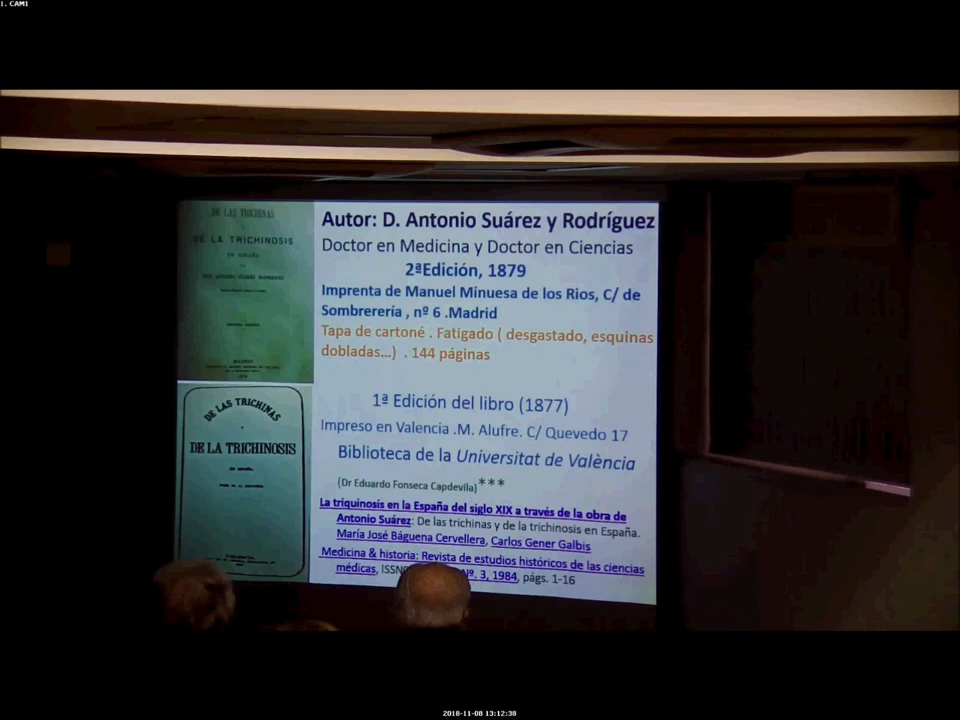 1. CAM1
DE LAS TRICHINAS
DE LA TRICHINOSIS
EN ESPAÑA
MADRID
DE LAS TRICHINAS
Y
DE LA TRICHINOSIS
EN ESPAÑA,
Autor: D. Antonio Suárez y Rodríguez
Doctor en Medicina y Doctor en Ciencias
2ªEdición, 1879
Imprenta de Manuel Minuesa de los Rios, C/ de
Sombrerería , nº 6 .Madrid
Tapa de cartoné . Fatigado ( desgastado, esquinas
dobladas...) . 144 páginas
1ª Edición del libro (1877)
Impreso en Valencia .M. Alufre. C/ Quevedo 17
Biblioteca de la Universitat de València
(Dr Eduardo Fonseca Capdevila)***
La triquinosis en la España del siglo XIX a través de la obra de
Antonio Suárez: De las trichinas y de la trichinosis en España.
María José Báguena Cervellera, Carlos Gener Galbis
Medicina & historia: Revista de estudios históricos de las ciencias
médicas, Nº. 3, 1984, págs. 1-16
2018-11-08 13:12:38